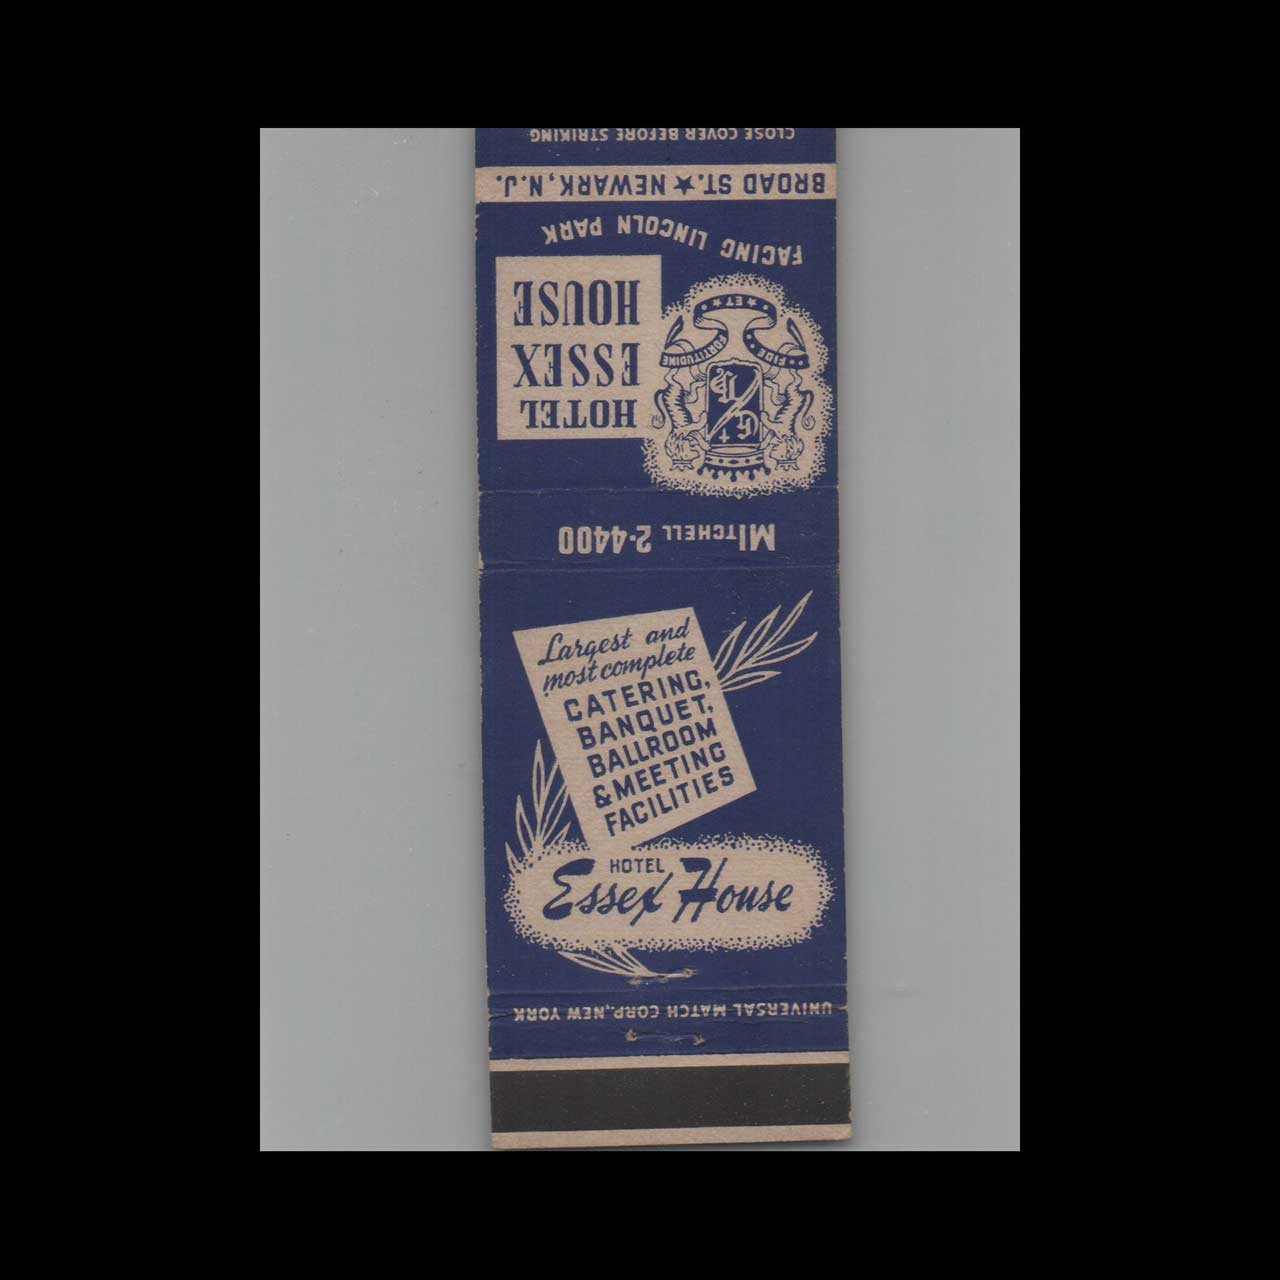 CLOSE COVER BEFORE STRIKING
BROAD ST.★NEWARK, N.J.
FACING LINCOLN PARK
HOTEL
ESSEX
HOUSE
★ ET ★
FORTITUDINE
FIDE
MITCHELL 2-4400
Largest and
most complete
CATERING,
BANQUET,
BALLROOM
& MEETING
FACILITIES
HOTEL
Essex House
UNIVERSAL MATCH CORP., NEW YORK